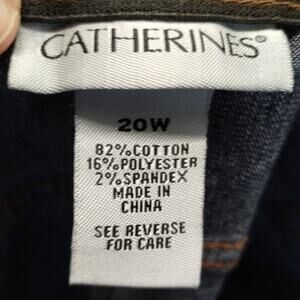 CATHERINES®
20W
82%COTTON
16%POLYESTER
2%SPANDEX
MADE IN
CHINA
SEE REVERSE
FOR CARE